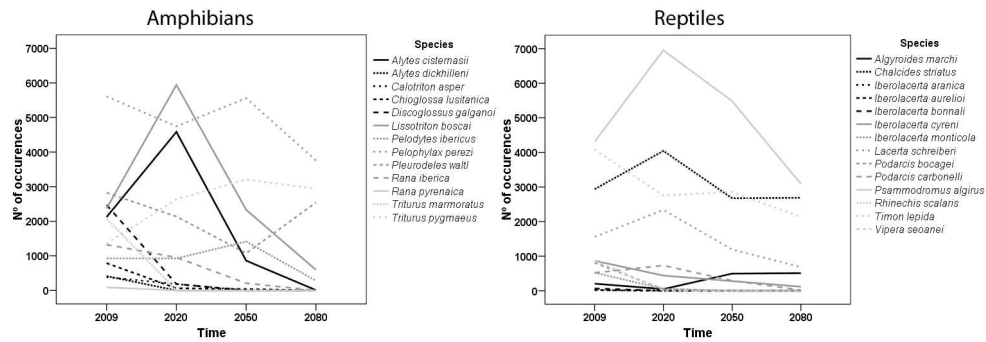 Amphibians
Nº of occurences
7000
6000
5000
4000
3000
2000
1000
0
2009
2020
2050
2080
Time
Species
Alytes cisternasii
Alytes dickhilleni
Calotriton asper
Chioglossa lusitanica
Discoglossus galganoi
Lissotriton boscai
Pelodytes ibericus
Pelophylax perezi
Pleurodeles waltl
Rana iberica
Rana pyrenaica
Triturus marmoratus
Triturus pygmaeus
Reptiles
Nº of occurences
7000
6000
5000
4000
3000
2000
1000
0
2009
2020
2050
2080
Time
Species
Algyroides marchi
Chalcides striatus
Iberolacerta aranica
Iberolacerta aurelioi
Iberolacerta bonnali
Iberolacerta cyreni
Iberolacerta monticola
Lacerta schreiberi
Podarcis bocagei
Podarcis carbonelli
Psammodromus algirus
Rhinechis scalaris
Timon lepida
Vipera seoanei